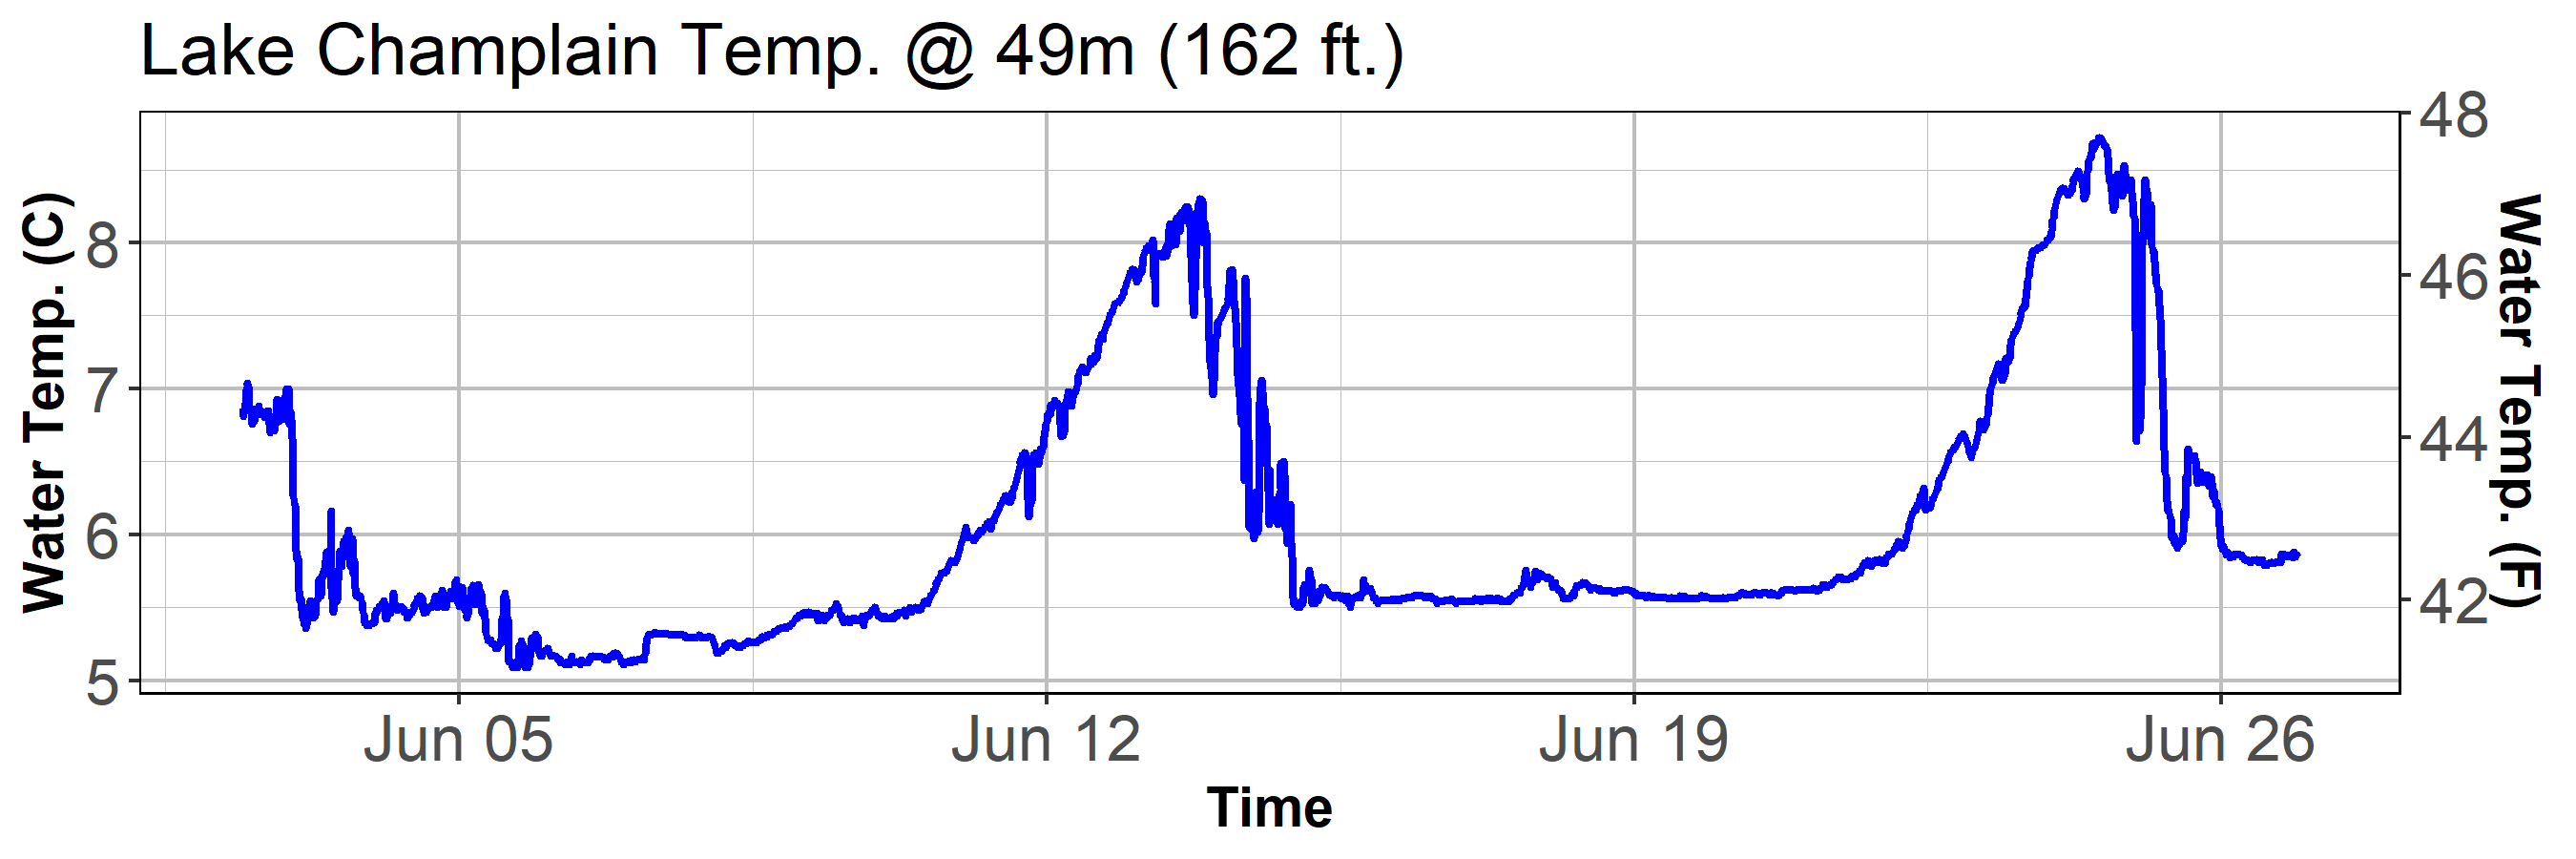 Lake Champlain Temp. @ 49m (162 ft.)
Water Temp. (C)
8
7
6
5
48
46
44
42
Water Temp. (F)
Jun 05 Jun 12 Jun 19 Jun 26
Time